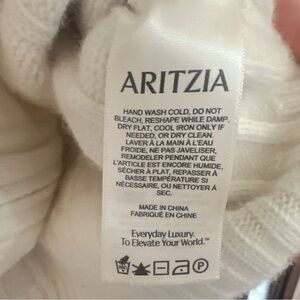 ARITZIA
HAND WASH COLD, DO NOT
BLEACH, RESHAPE WHILE DAMP,
DRY FLAT, COOL IRON ONLY IF
NEEDED, OR DRY CLEAN.
LAVER À LA MAIN À L'EAU
FROIDE, NE PAS JAVELISER,
REMODELER PENDANT QUE
L'ARTICLE EST ENCORE HUMIDE,
SÉCHER À PLAT, REPASSER À
BASSE TEMPÉRATURE SI
NÉCESSAIRE, OU NETTOYER À
SEC.
MADE IN CHINA
FABRIQUÉ EN CHINE
Everyday Luxury.
To Elevate Your World.™
P